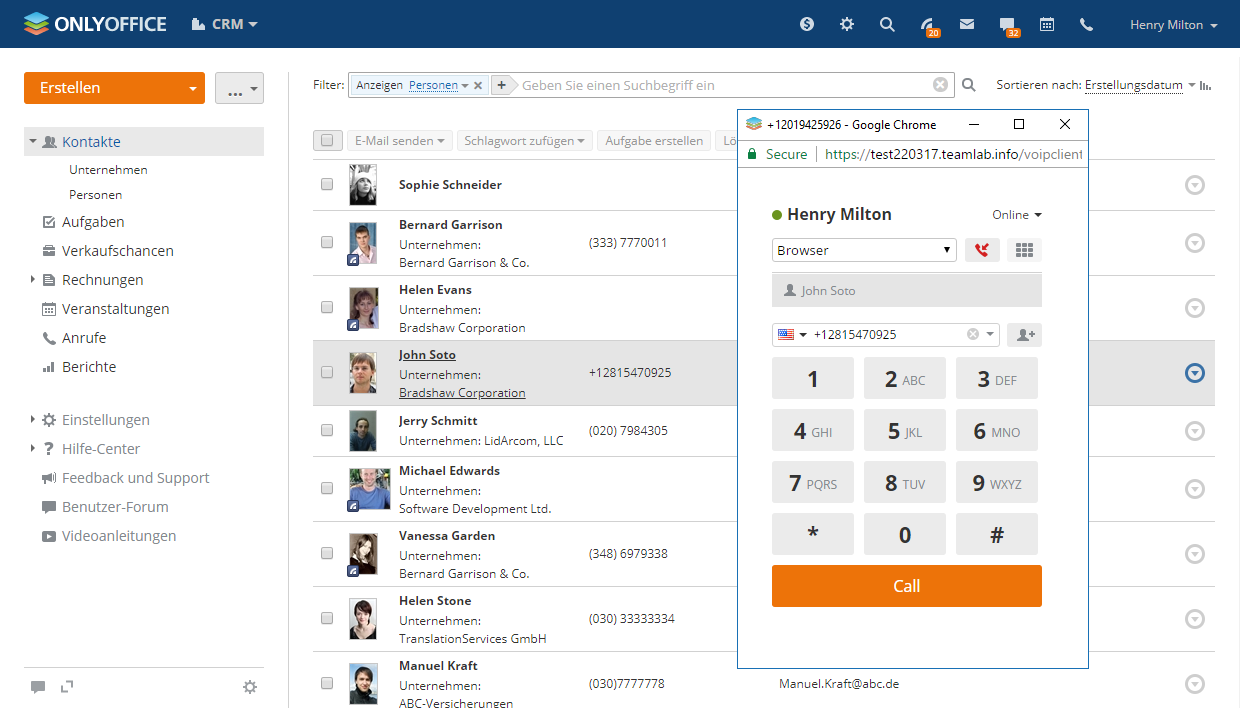 ONLYOFFICE
CRM
20
32
Henry Milton
Erstellen
...
Kontakte
Unternehmen
Personen
Aufgaben
Verkaufschancen
Rechnungen
Veranstaltungen
Anrufe
Berichte
Einstellungen
Hilfe-Center
Feedback und Support
Benutzer-Forum
Videoanleitungen
Filter: Anzeigen Personen + Geben Sie einen Suchbegriff ein
Sortieren nach: Erstellungsdatum
E-Mail senden
Schlagwort zufügen
Aufgabe erstellen
Lö
Sophie Schneider
Bernard Garrison
Unternehmen:
Bernard Garrison & Co.
(333) 7770011
Helen Evans
Unternehmen:
Bradshaw Corporation
John Soto
Unternehmen:
Bradshaw Corporation
+12815470925
Jerry Schmitt
Unternehmen: LidArcom, LLC
(020) 7984305
Michael Edwards
Unternehmen:
Software Development Ltd.
Vanessa Garden
Unternehmen:
Bernard Garrison & Co.
(348) 6979338
Helen Stone
Unternehmen:
TranslationServices GmbH
(030) 33333334
Manuel Kraft
Unternehmen:
ABC-Versicherungen
(030)7777778
Manuel.Kraft@abc.de
+12019425926 - Google Chrome
Secure
https://test220317.teamlab.info/voipclient
Henry Milton
Online
Browser
John Soto
+12815470925
1
2 ABC
3 DEF
4 GHI
5 JKL
6 MNO
7 PQRS
8 TUV
9 WXYZ
*
0
#
Call